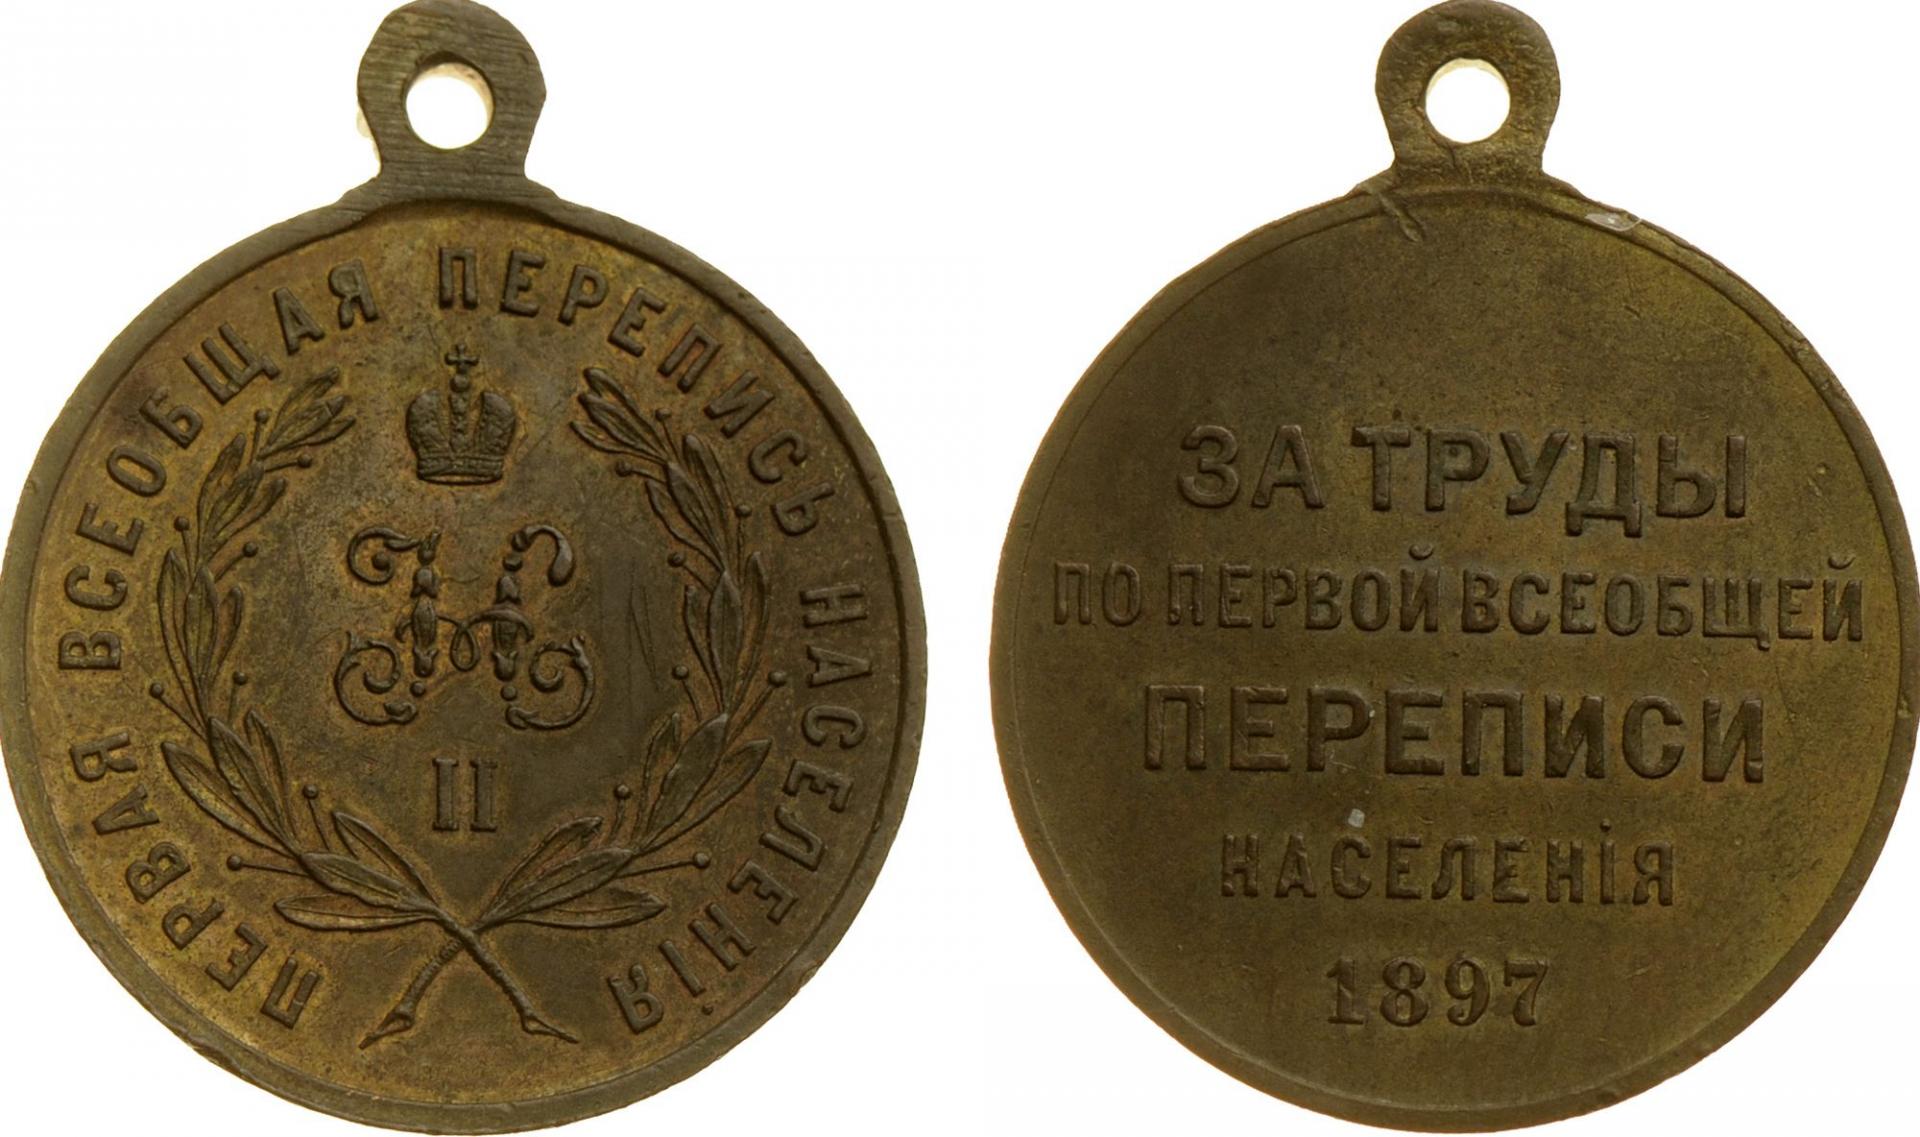 ПЕРВАЯ ВСЕОБЩАЯ ПЕРЕПИСЬ НАСЕЛЕНІЯ
Н
II
ЗА ТРУДЫ
ПО ПЕРВОЙ ВСЕОБЩЕЙ
ПЕРЕПИСИ
НАСЕЛЕНІЯ
1897